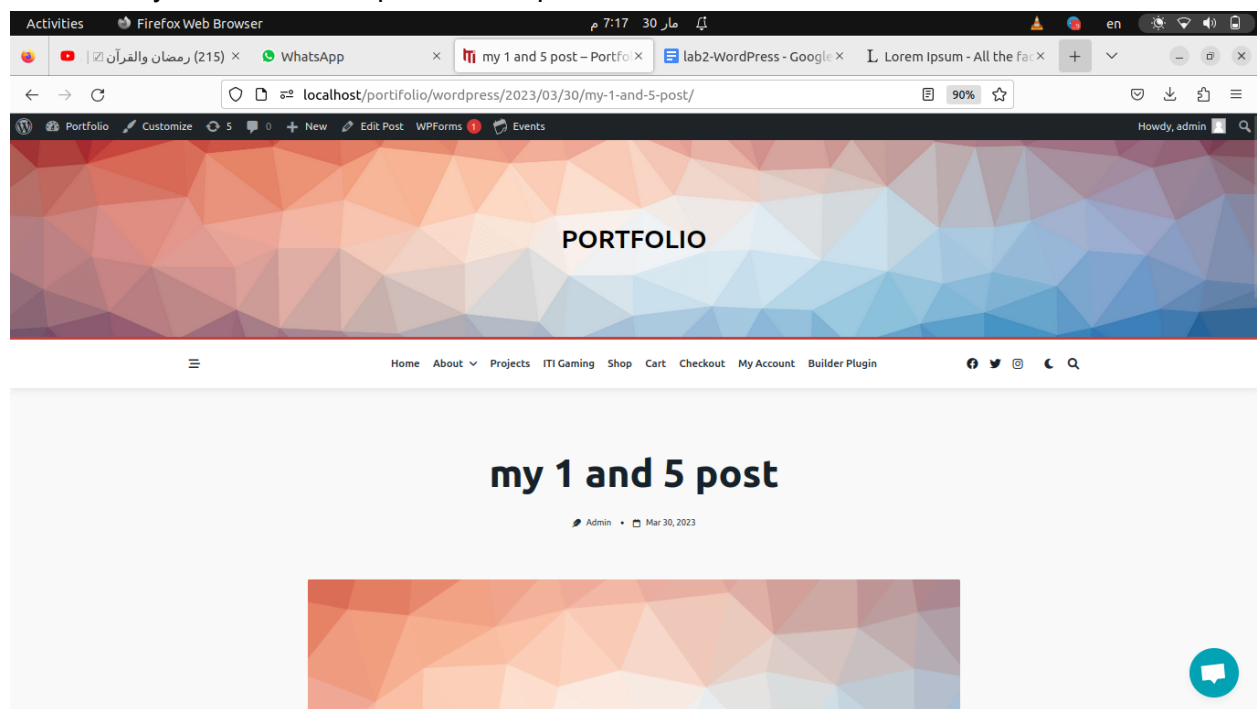 Activities Firefox Web Browser 7:17 30 مار م en
(215) رمضان والقرآن WhatsApp my 1 and 5 post – Portfol lab2-WordPress - Google Lorem Ipsum - All the fac
localhost/portifolio/wordpress/2023/03/30/my-1-and-5-post/ 90%
Portfolio Customize 5 0 New Edit Post WPForms 1 Events Howdy, admin
PORTFOLIO
Home About Projects ITI Gaming Shop Cart Checkout My Account Builder Plugin
my 1 and 5 post
Admin • Mar 30, 2023